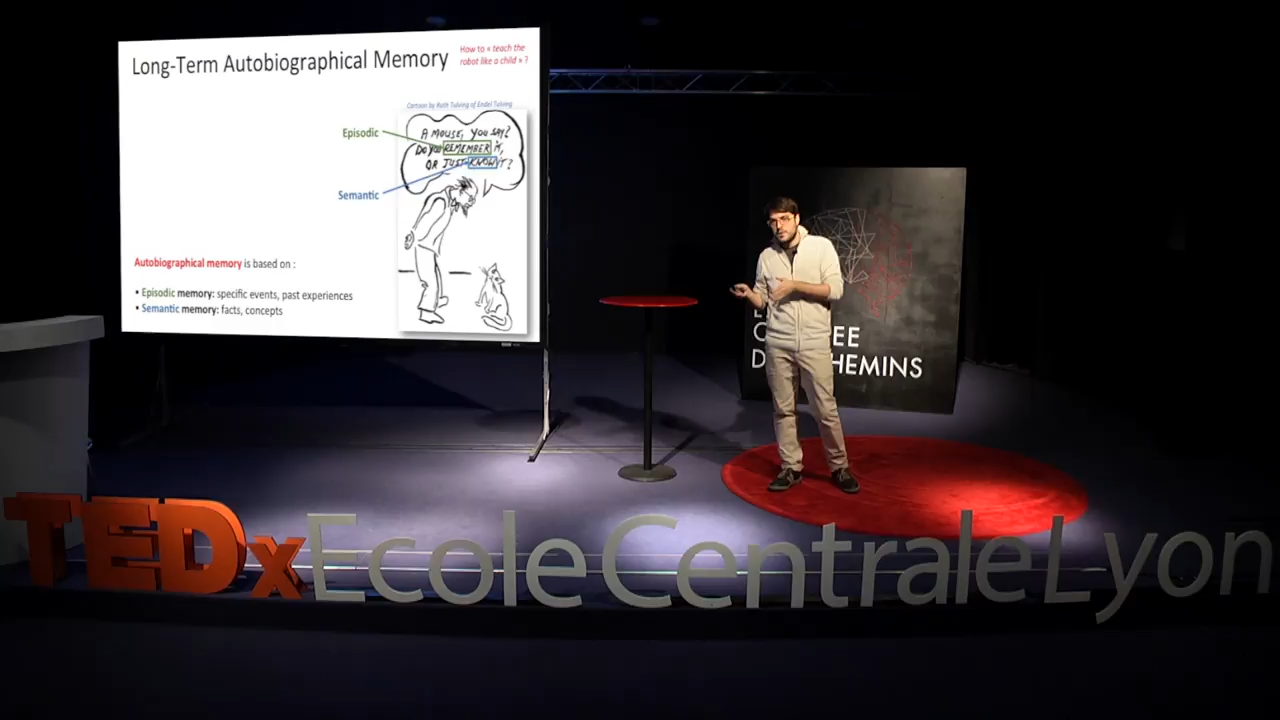 Long-Term Autobiographical Memory
How to « teach the
robot like a child » ?
Cartoon by Ruth Tulving of Endel Tulving
Episodic
A MOUSE, YOU SAY?
DO YOU REMEMBER IT,
OR JUST KNOW IT?
Semantic
Autobiographical memory is based on :
• Episodic memory: specific events, past experiences
• Semantic memory: facts, concepts
HEMINS
TEDxEcoleCentraleLyon